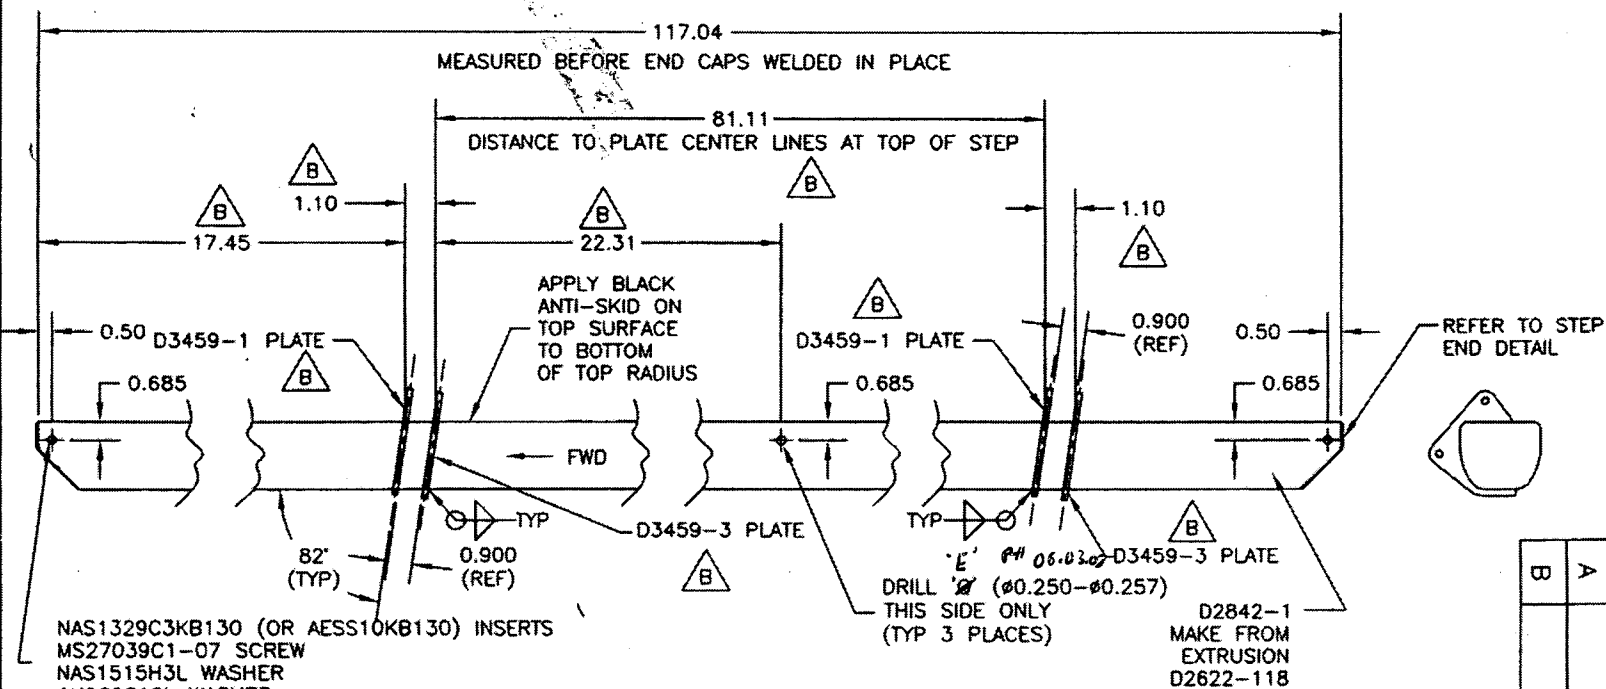 117.04
MEASURED BEFORE END CAPS WELDED IN PLACE
81.11
DISTANCE TO PLATE CENTER LINES AT TOP OF STEP
B
B
B
B
1.10
1.10
17.45
22.31
B
B
APPLY BLACK
ANTI-SKID ON
TOP SURFACE
TO BOTTOM
OF TOP RADIUS
0.50
D3459-1 PLATE
B
D3459-1 PLATE
0.900
(REF)
0.50
REFER TO STEP
END DETAIL
0.685
0.685
0.685
FWD
TYP
D3459-3 PLATE
B
TYP
B
D3459-3 PLATE
82°
(TYP)
0.900
(REF)
'E' PH
DRILL (ø0.250-ø0.257)
THIS SIDE ONLY
(TYP 3 PLACES)
D2842-1
MAKE FROM
EXTRUSION
D2622-118
NAS1329C3KB130 (OR AESS10KB130) INSERTS
MS27039C1-07 SCREW
NAS1515H3L WASHER
A
B